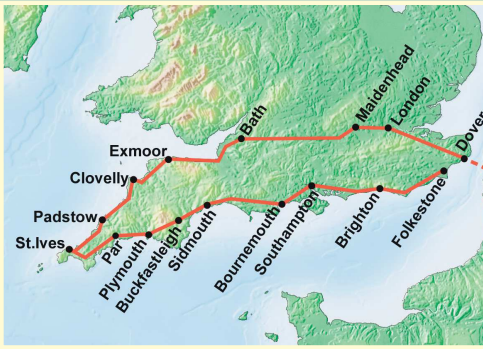 Maidenhead
London
Bath
Dover
Exmoor
Clovelly
Padstow
St.Ives
Par
Plymouth
Buckfastleigh
Sidmouth
Bournemouth
Southampton
Brighton
Folkestone